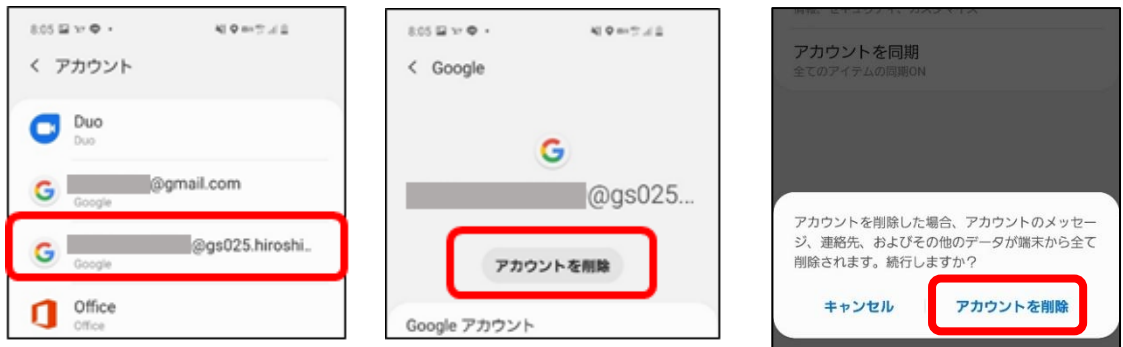 8:05
アカウント
Duo
Duo
@gmail.com
Google
@gs025.hiroshi..
Google
Office
Office
8:05
Google
@gs025...
アカウントを削除
Google アカウント
アカウントを同期
全てのアイテムの同期ON
アカウントを削除した場合、アカウントのメッセー
ジ、連絡先、およびその他のデータが端末から全て
削除されます。続行しますか？
キャンセル
アカウントを削除